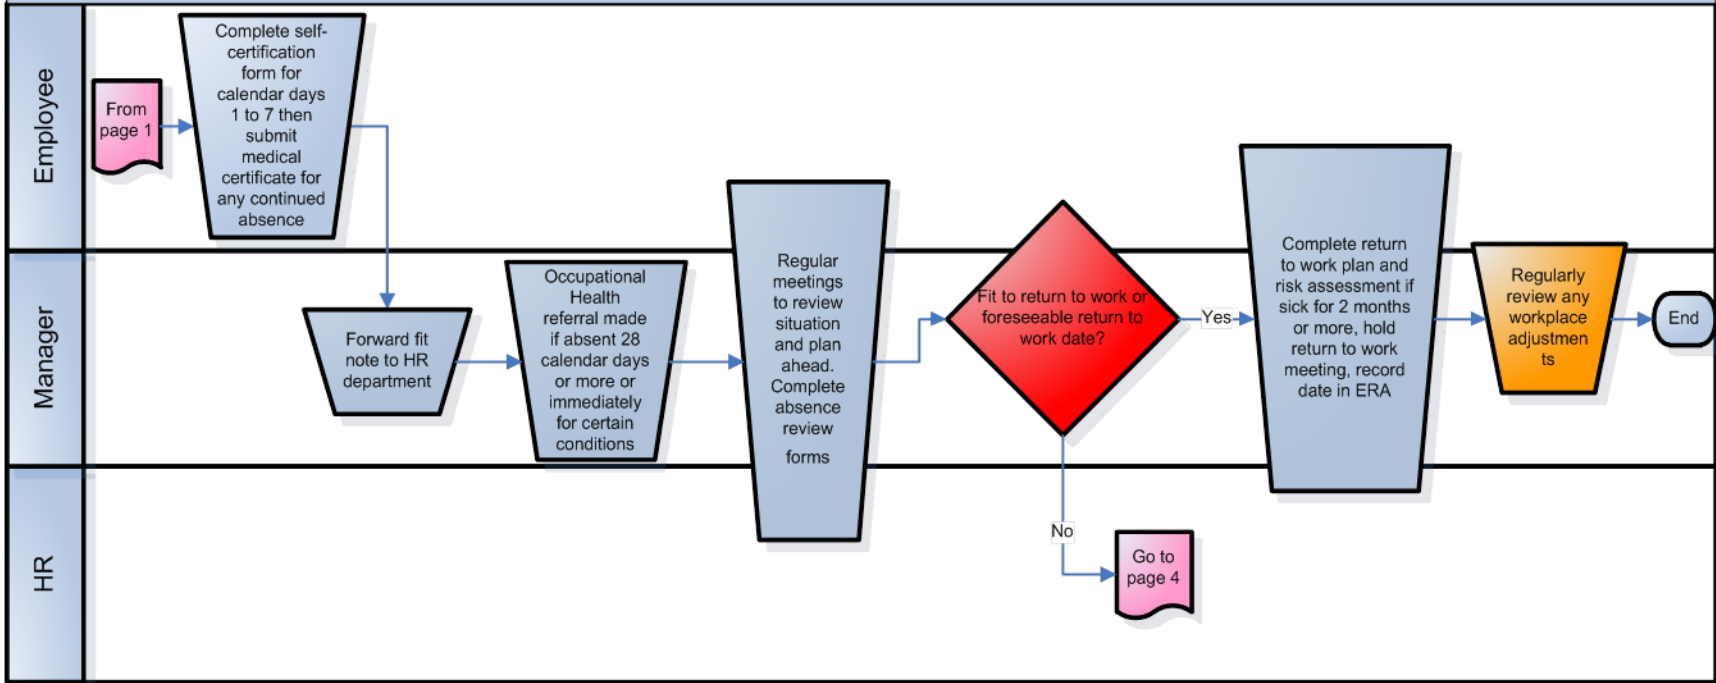 Employee
From
page 1
Complete self-
certification
form for
calendar days
1 to 7 then
submit
medical
certificate for
any continued
absence
Manager
Forward fit
note to HR
department
Occupational
Health
referral made
if absent 28
calendar days
or more or
immediately
for certain
conditions
Regular
meetings
to review
situation
and plan
ahead.
Complete
absence
review
forms
Fit to return to work or
foreseeable return to
work date?
Yes
Complete return
to work plan and
risk assessment if
sick for 2 months
or more, hold
return to work
meeting, record
date in ERA
Regularly
review any
workplace
adjustmen
ts
End
HR
No
Go to
page 4